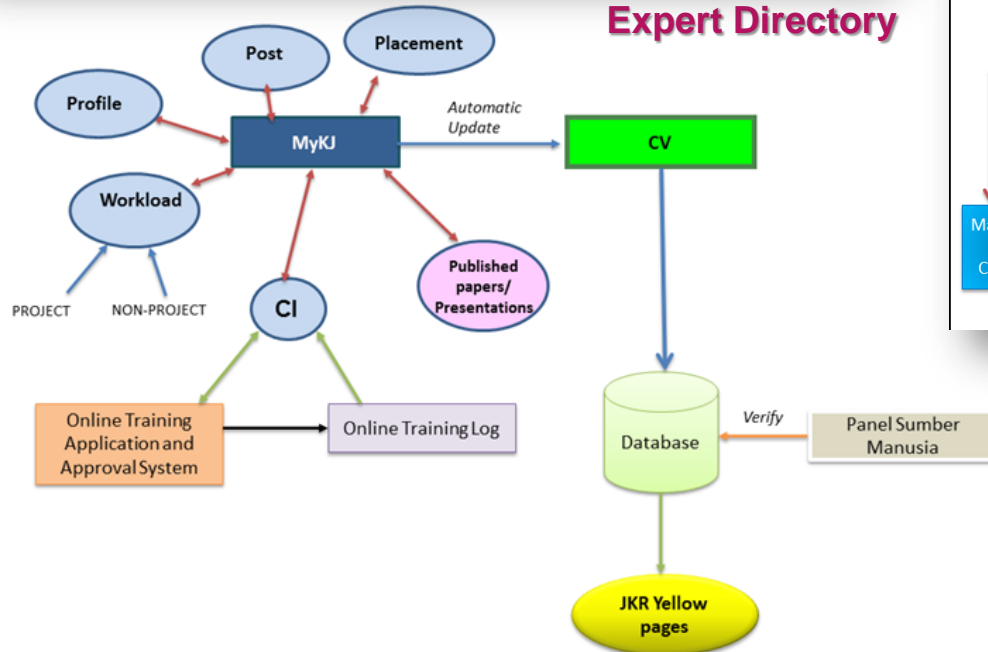 Expert Directory
Placement
Post
Profile
Automatic
Update
MyKJ
CV
Workload
Published
papers/
Presentations
PROJECT
NON-PROJECT
CI
Online Training
Application and
Approval System
Online Training Log
Database
Verify
Panel Sumber
Manusia
JKR Yellow
pages